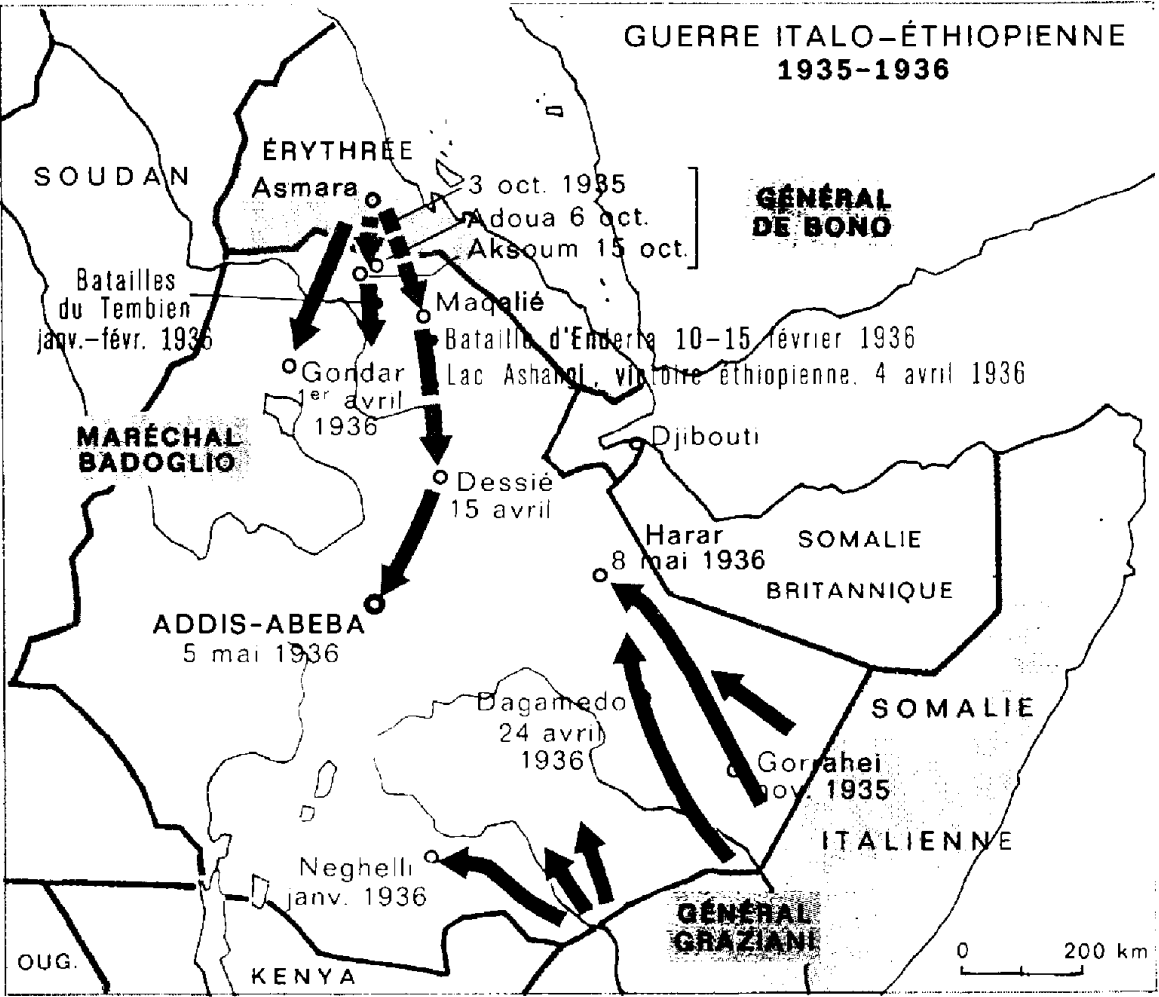 GUERRE ITALO-ÉTHIOPIENNE
1935-1936
ÉRYTHRÉE
SOUDAN
Asmara
3 oct. 1935
Adoua 6 oct.
Aksoum 15 oct.
GÉNÉRAL
DE BONO
Batailles
du Tembien
janv.-févr. 1936
Maqalié
Bataille d'Enderta 10-15 février 1936
Lac Ashangi, victoire éthiopienne, 4 avril 1936
Gondar
1er avril
1936
MARÉCHAL
BADOGLIO
Djibouti
Dessié
15 avril
Harar
8 mai 1936
SOMALIE
BRITANNIQUE
ADDIS-ABEBA
5 mai 1936
Dagamedo
24 avril
1936
SOMALIE
ITALIENNE
Gorrahei
nov. 1935
Neghelli
janv. 1936
GÉNÉRAL
GRAZIANI
OUG.
KENYA
0 200 km